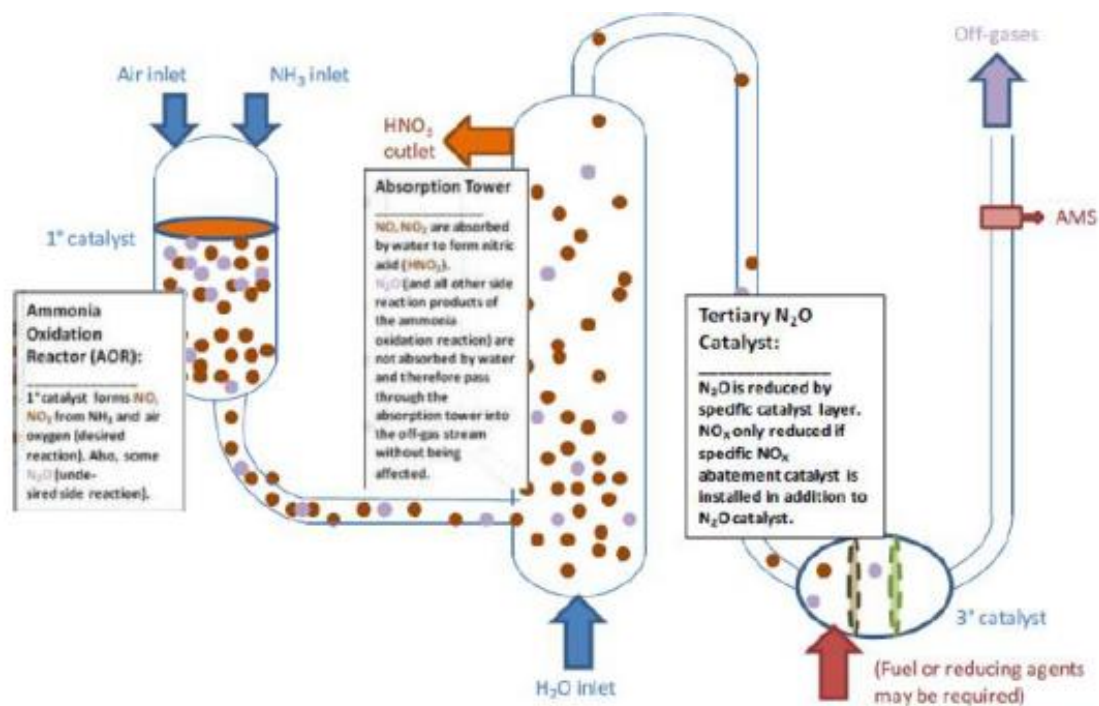 Off-gases
Air inlet
NH₃ inlet
HNO₃
outlet
Absorption Tower
NO, NO₂ are absorbed
by water to form nitric
acid (HNO₃).
N₂O (and all other side
reaction products of
the ammonia
oxidation reaction) are
not absorbed by water
and therefore pass
through the
absorption tower into
the off-gas stream
without being
affected.
1° catalyst
AMS
Ammonia
Oxidation
Reactor (AOR):
1° catalyst forms NO,
NO₂ from NH₃ and air
oxygen (desired
reaction). Also, some
N₂O (unde-
sired side reaction).
Tertiary N₂O
Catalyst:
N₂O is reduced by
specific catalyst layer.
NOₓ only reduced if
specific NOₓ
abatement catalyst is
installed in addition to
N₂O catalyst.
3° catalyst
H₂O inlet
(Fuel or reducing agents
may be required)